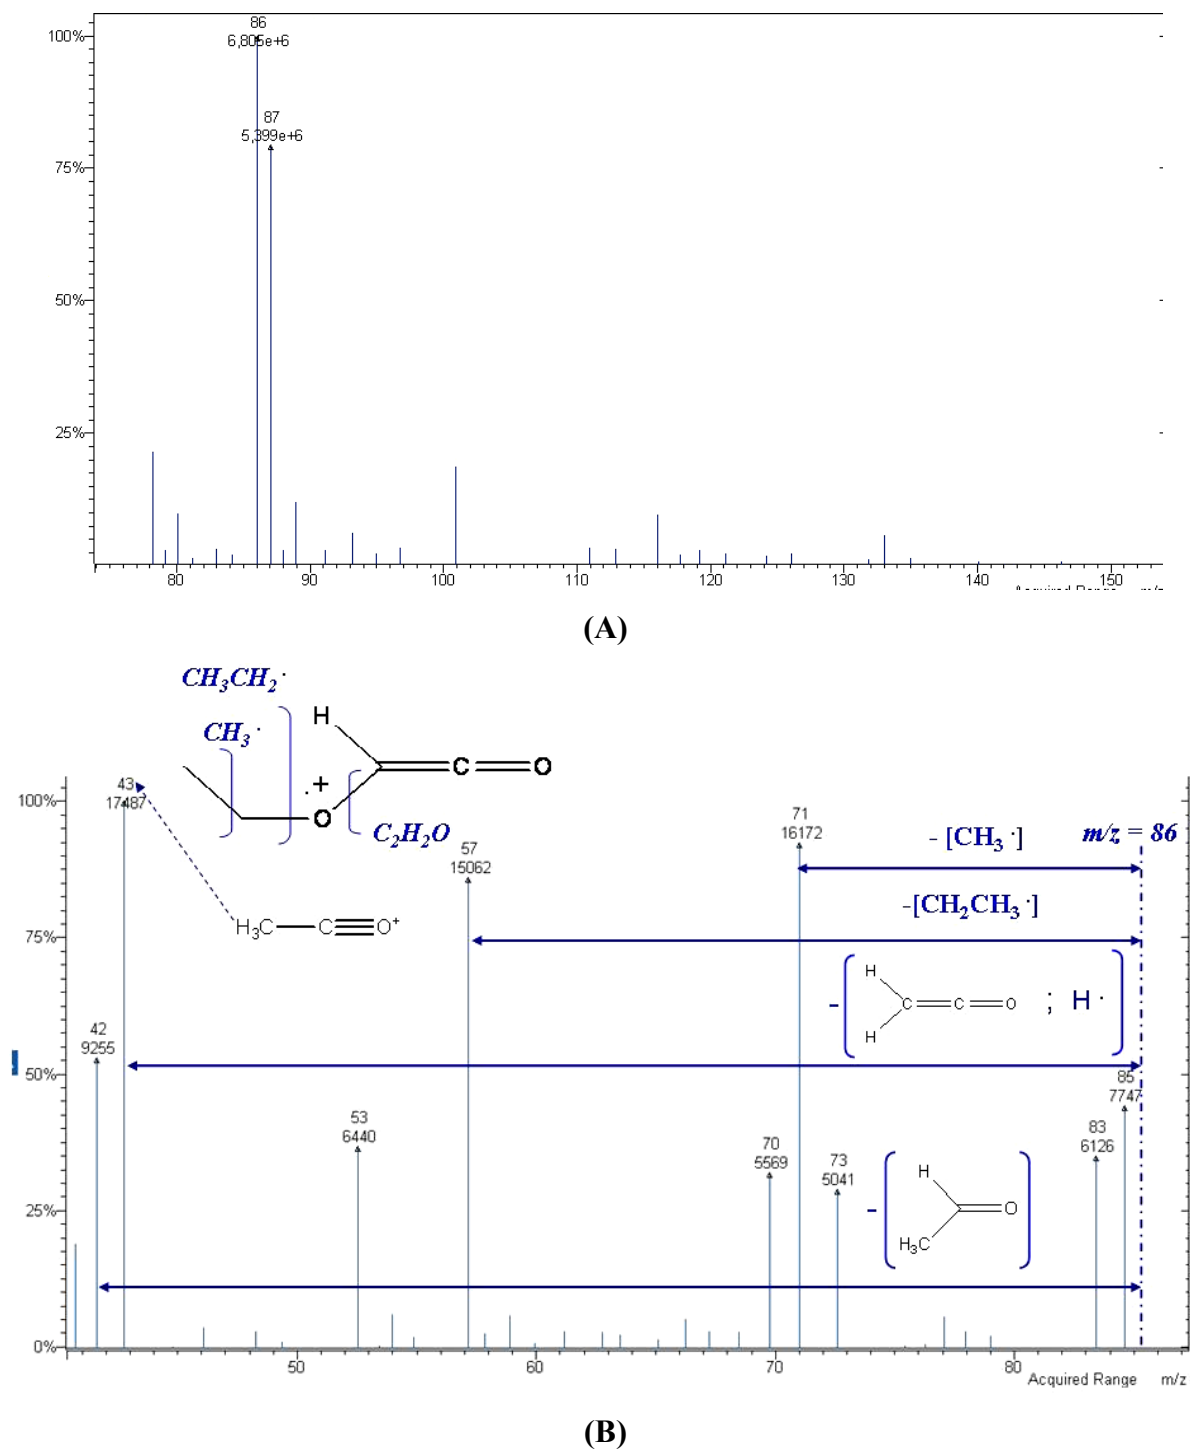 86
100%
6,805e+6
87
5,399e+6
75%
50%
25%
80 90 100 110 120 130 140 150
Acquired Range m/z
(A)
CH₃CH₂·
H
CH₃·
C C O
·+
O
C₂H₂O
43
17487
100%
71
16172
- [CH₃·]
m/z = 86
57
15062
-[CH₂CH₃·]
H₃C C O⁺
75%
H
- C C O ; H·
H
42
9255
50%
85
7747
53
6440
83
6126
70
5569
73
5041
H
- O
H₃C
25%
0%
50 60 70 80
Acquired Range m/z
(B)